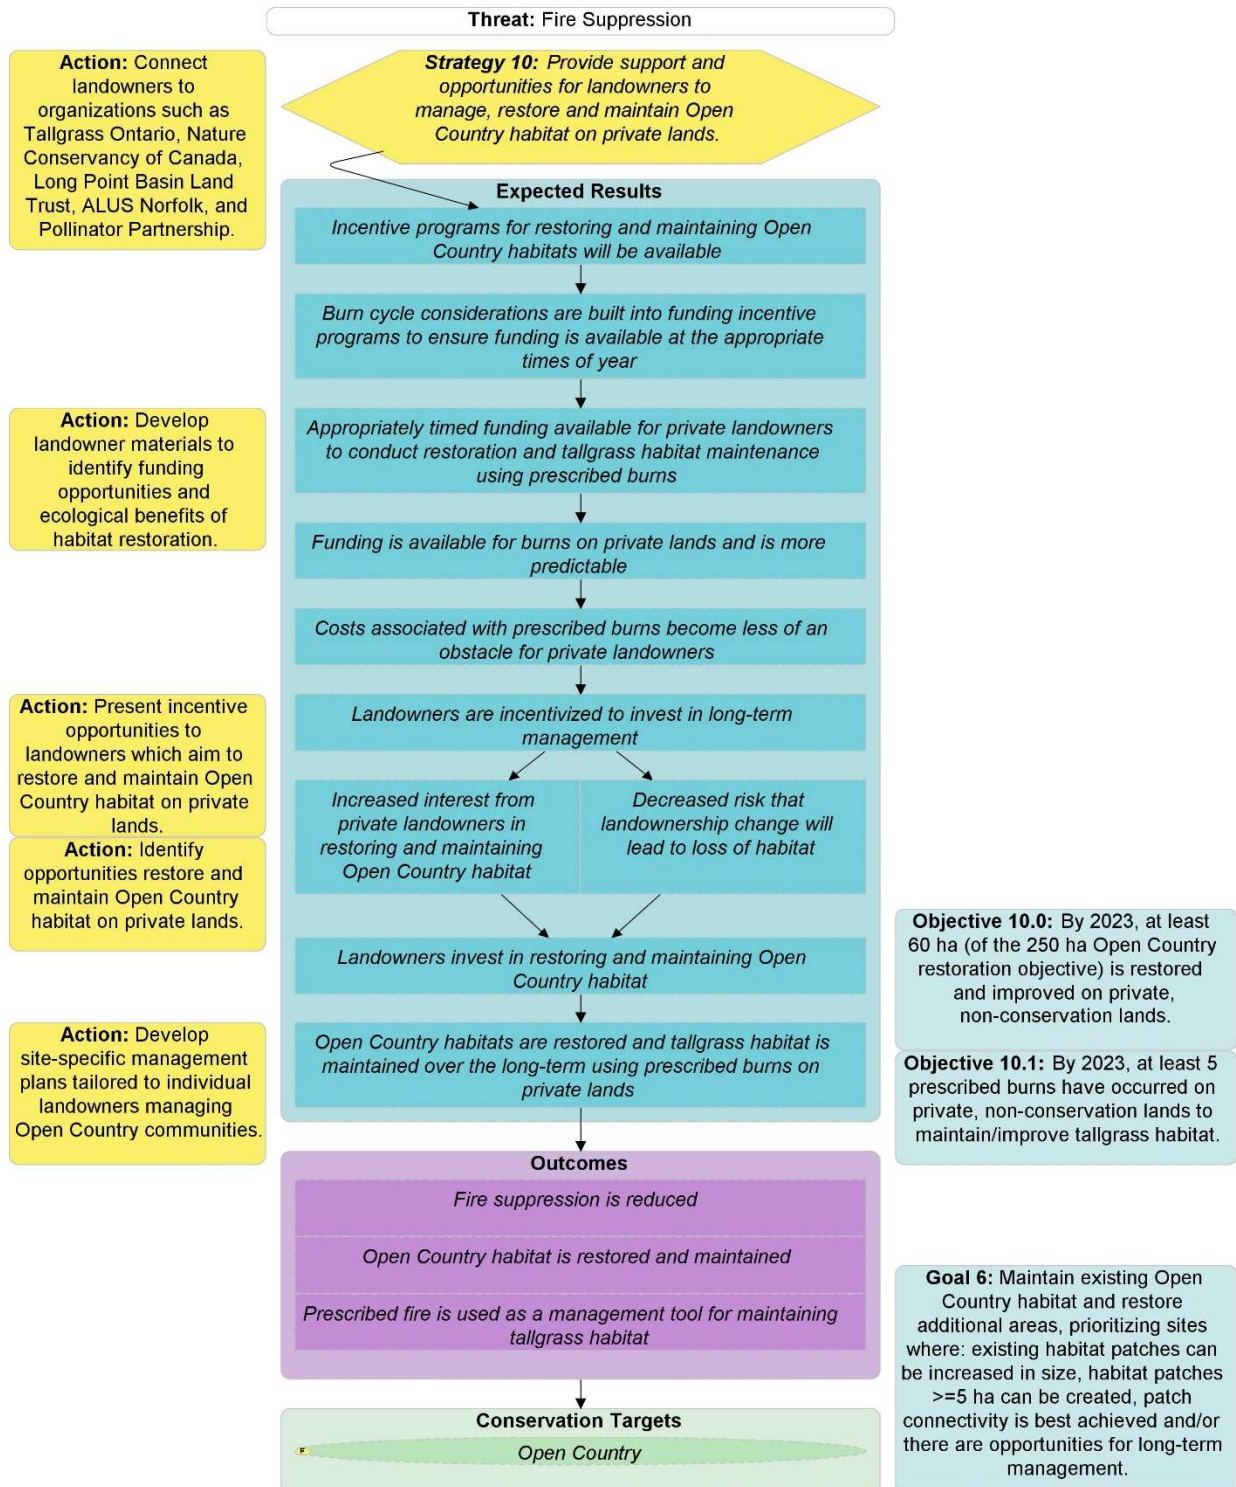 Threat: Fire Suppression
Action: Connect
landowners to
organizations such as
Tallgrass Ontario, Nature
Conservancy of Canada,
Long Point Basin Land
Trust, ALUS Norfolk, and
Pollinator Partnership.
Strategy 10: Provide support and
opportunities for landowners to
manage, restore and maintain Open
Country habitat on private lands.
Expected Results
Incentive programs for restoring and maintaining Open
Country habitats will be available
Burn cycle considerations are built into funding incentive
programs to ensure funding is available at the appropriate
times of year
Action: Develop
landowner materials to
identify funding
opportunities and
ecological benefits of
habitat restoration.
Appropriately timed funding available for private landowners
to conduct restoration and tallgrass habitat maintenance
using prescribed burns
Funding is available for burns on private lands and is more
predictable
Costs associated with prescribed burns become less of an
obstacle for private landowners
Action: Present incentive
opportunities to
landowners which aim to
restore and maintain Open
Country habitat on private
lands.
Landowners are incentivized to invest in long-term
management
Increased interest from
private landowners in
restoring and maintaining
Open Country habitat
Decreased risk that
landownership change will
lead to loss of habitat
Action: Identify
opportunities restore and
maintain Open Country
habitat on private lands.
Landowners invest in restoring and maintaining Open
Country habitat
Objective 10.0: By 2023, at least
60 ha (of the 250 ha Open Country
restoration objective) is restored
and improved on private,
non-conservation lands.
Action: Develop
site-specific management
plans tailored to individual
landowners managing
Open Country communities.
Open Country habitats are restored and tallgrass habitat is
maintained over the long-term using prescribed burns on
private lands
Objective 10.1: By 2023, at least 5
prescribed burns have occurred on
private, non-conservation lands to
maintain/improve tallgrass habitat.
Outcomes
Fire suppression is reduced
Open Country habitat is restored and maintained
Prescribed fire is used as a management tool for maintaining
tallgrass habitat
Goal 6: Maintain existing Open
Country habitat and restore
additional areas, prioritizing sites
where: existing habitat patches can
be increased in size, habitat patches
>=5 ha can be created, patch
connectivity is best achieved and/or
there are opportunities for long-term
management.
Conservation Targets
F
Open Country